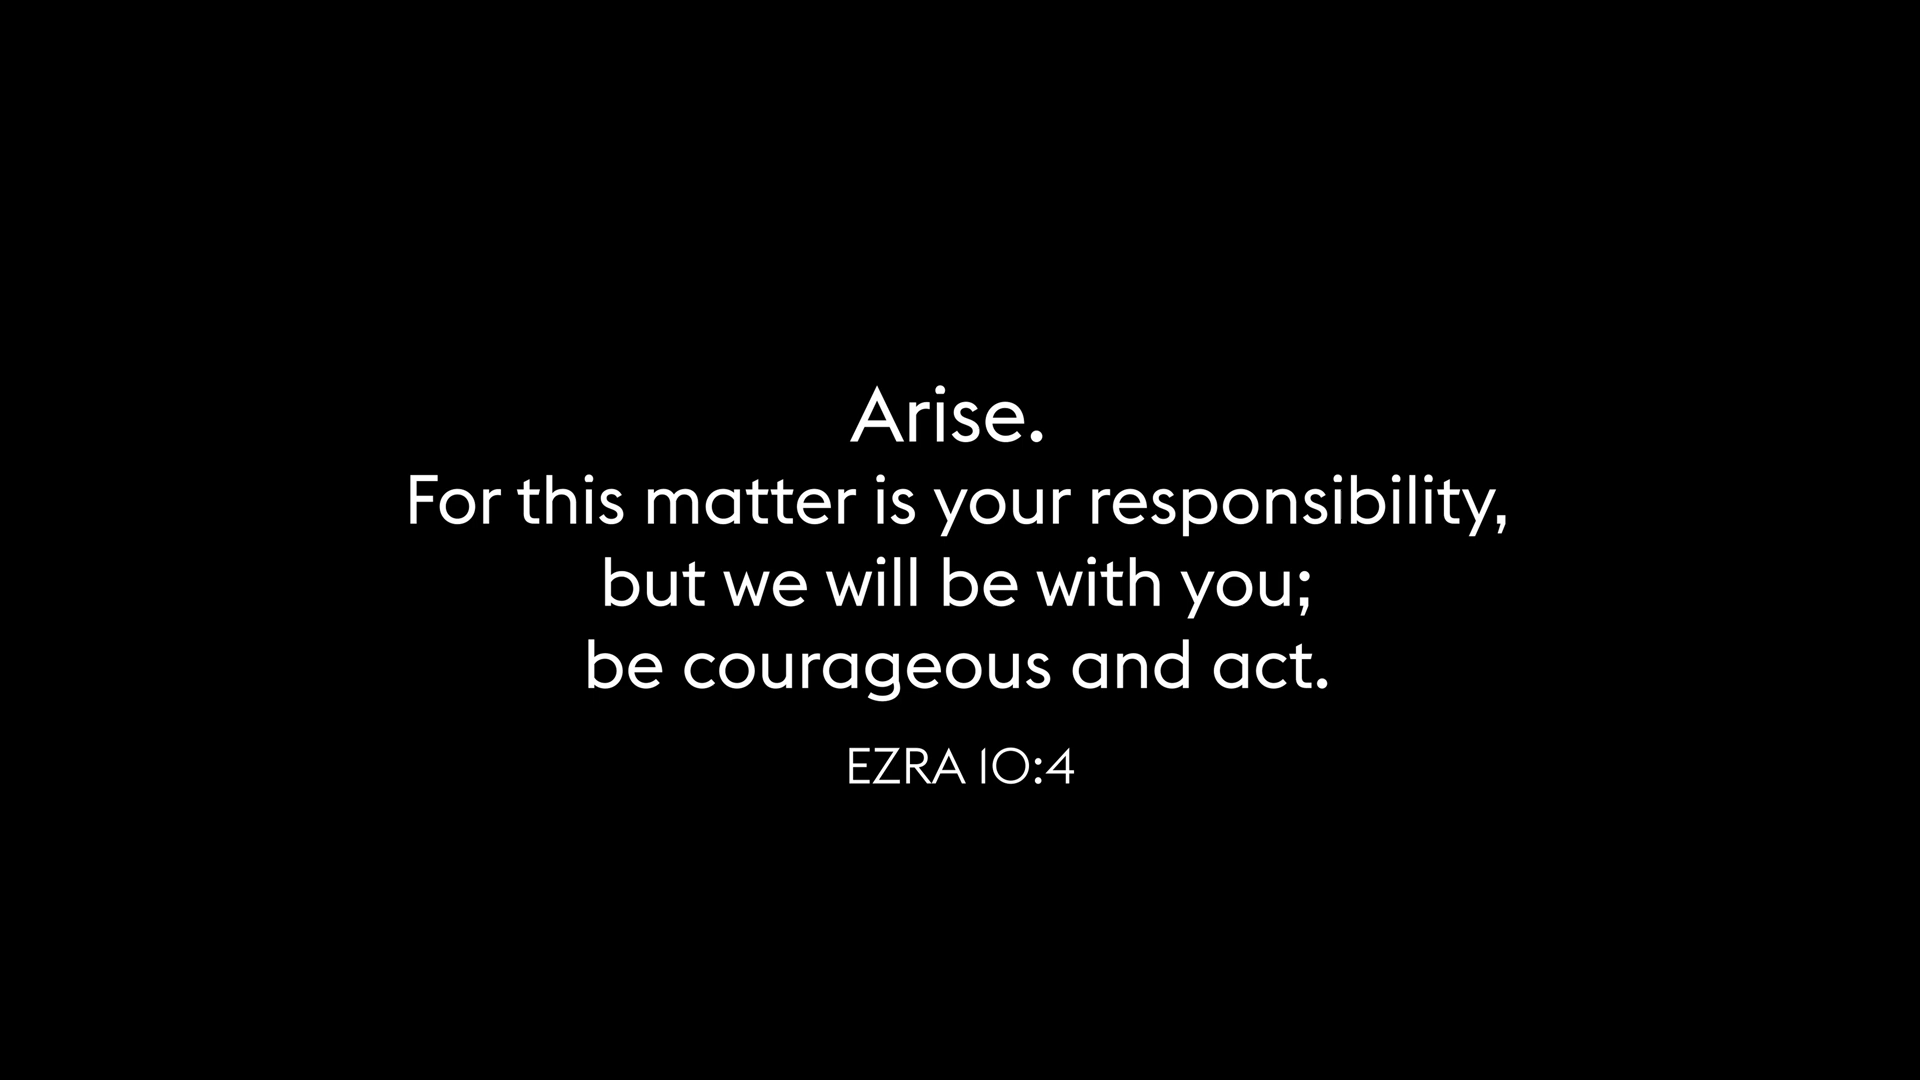 Arise.
For this matter is your responsibility,
but we will be with you;
be courageous and act.
EZRA 10:4